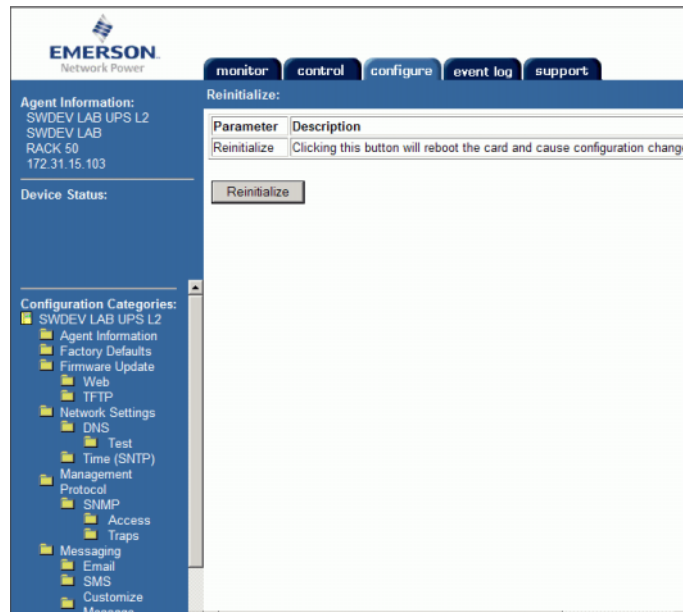 EMERSON
Network Power
monitor
control
configure
event log
support
Agent Information:
SWDEV LAB UPS L2
SWDEV LAB
RACK 50
172.31.15.103
Device Status:
Configuration Categories:
SWDEV LAB UPS L2
Agent Information
Factory Defaults
Firmware Update
Web
TFTP
Network Settings
DNS
Test
Time (SNTP)
Management
Protocol
SNMP
Access
Traps
Messaging
Email
SMS
Customize
Message
Reinitialize:
Parameter Description
Reinitialize Clicking this button will reboot the card and cause configuration change
Reinitialize